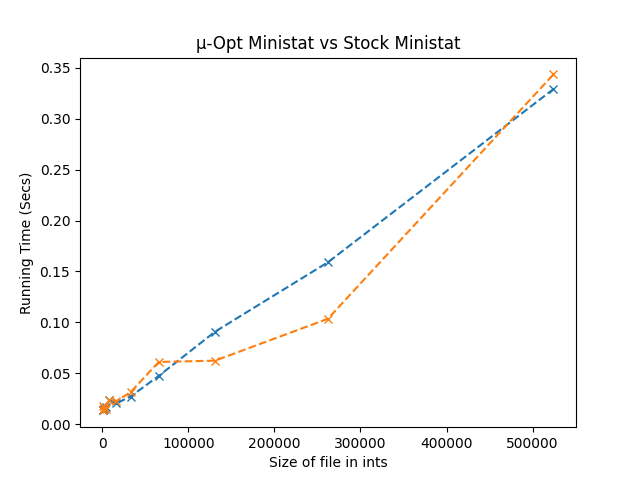 µ-Opt Ministat vs Stock Ministat
0.35
0.30
0.25
0.20
0.15
0.10
0.05
0.00
Running Time (Secs)
0 100000 200000 300000 400000 500000
Size of file in ints